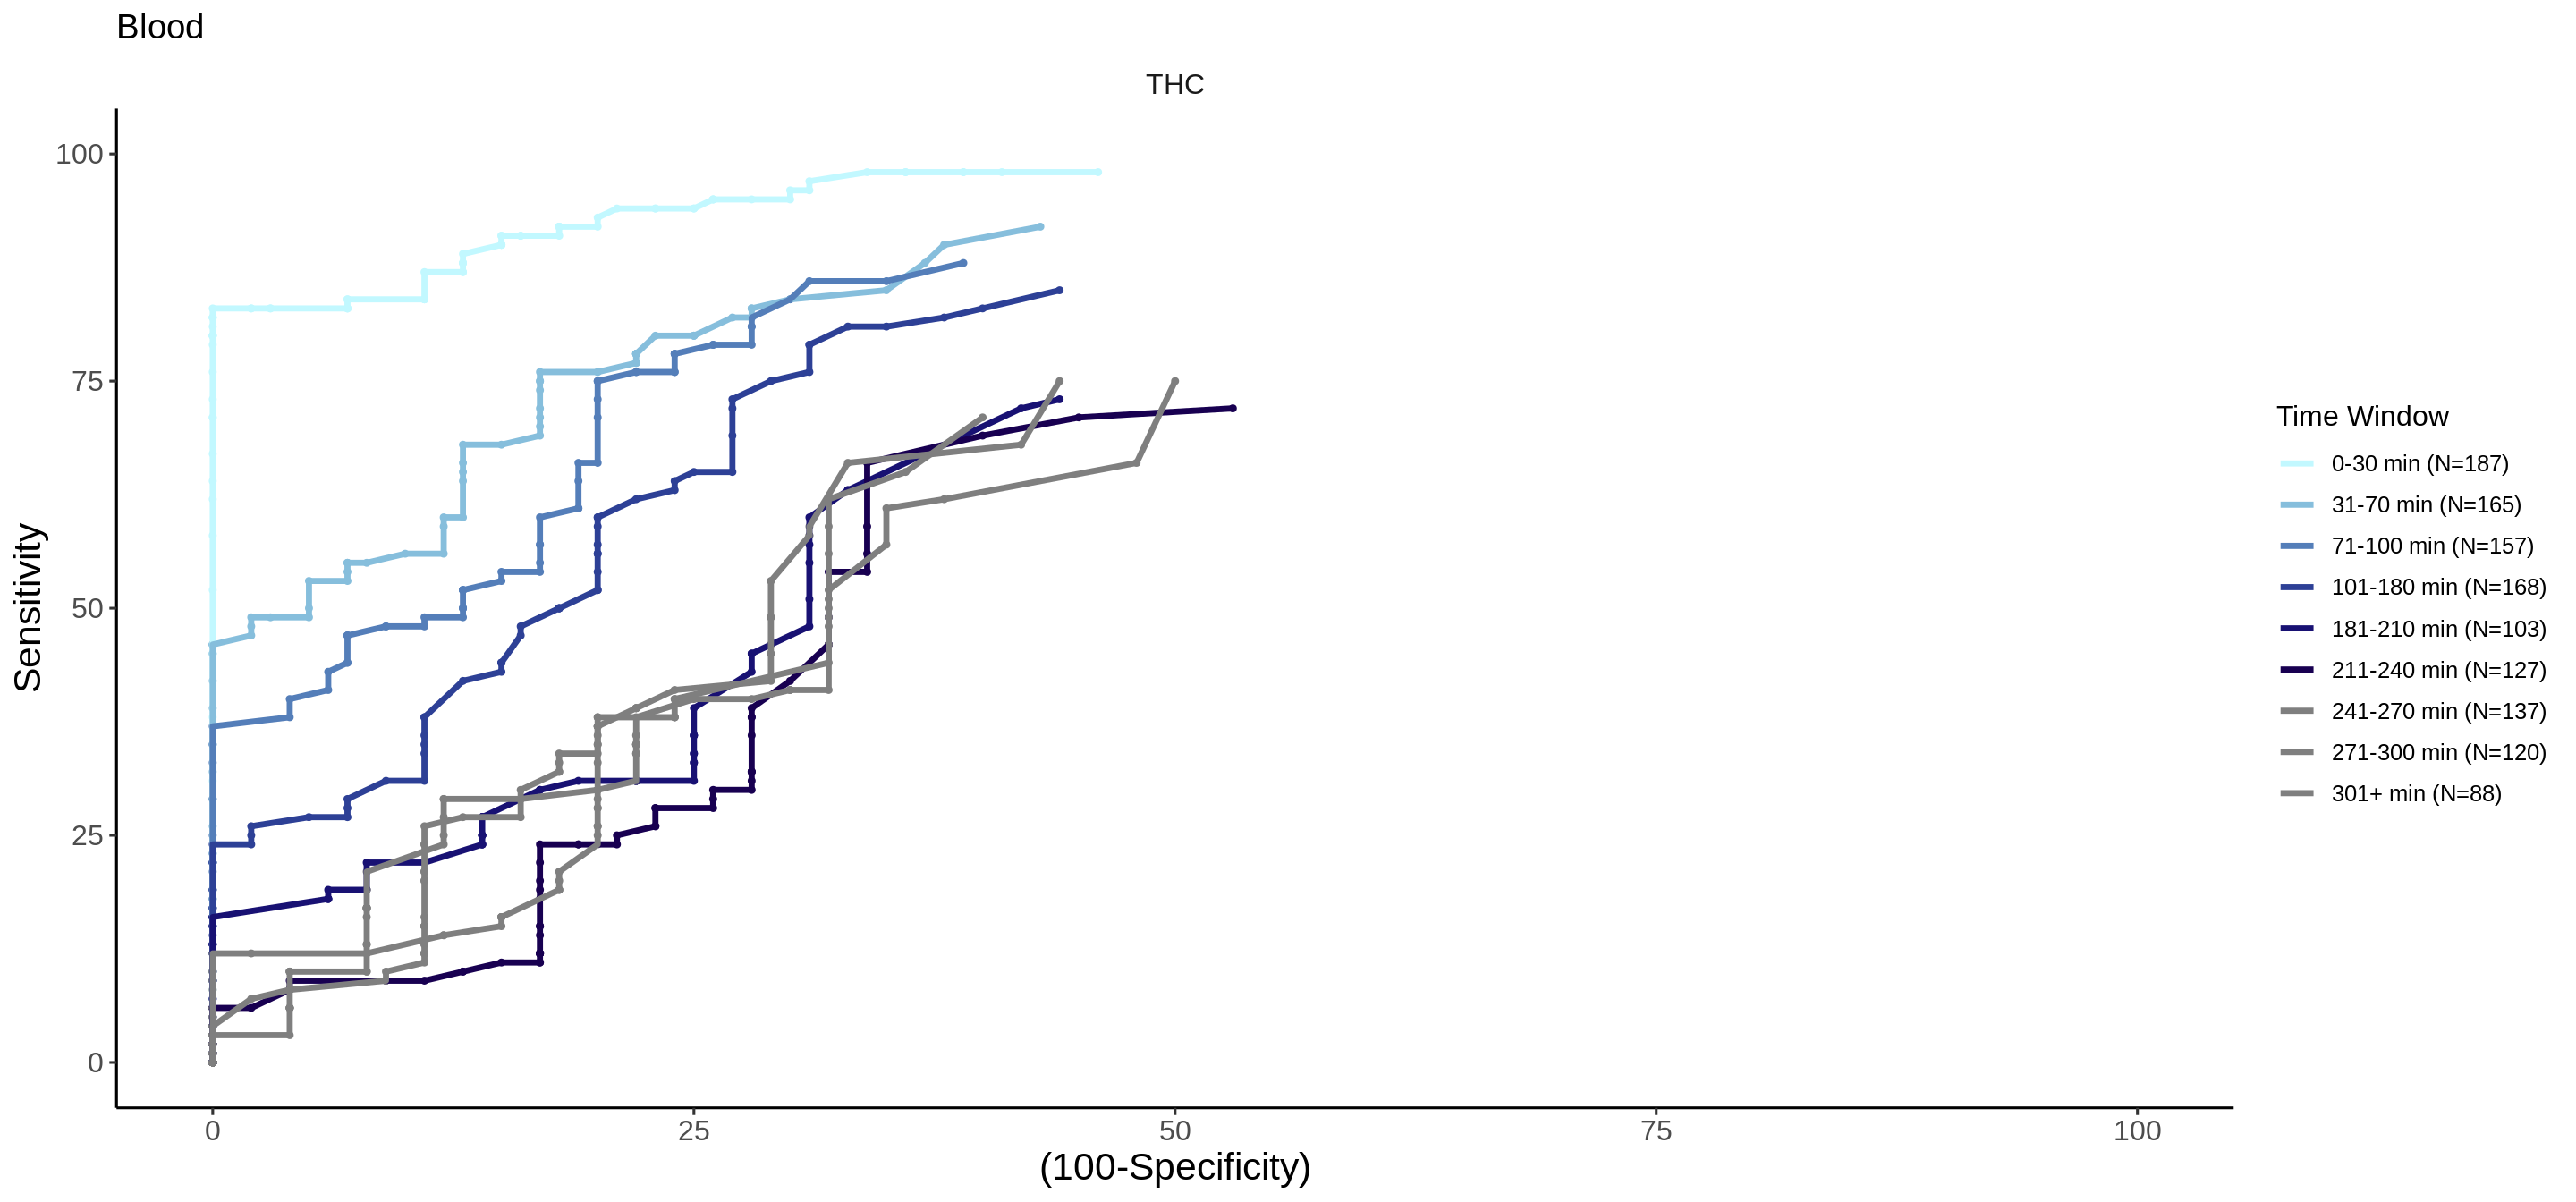 Blood
THC
100
75
50
25
0
Sensitivity
0 25 50 75 100
(100-Specificity)
Time Window
0-30 min (N=187)
31-70 min (N=165)
71-100 min (N=157)
101-180 min (N=168)
181-210 min (N=103)
211-240 min (N=127)
241-270 min (N=137)
271-300 min (N=120)
301+ min (N=88)